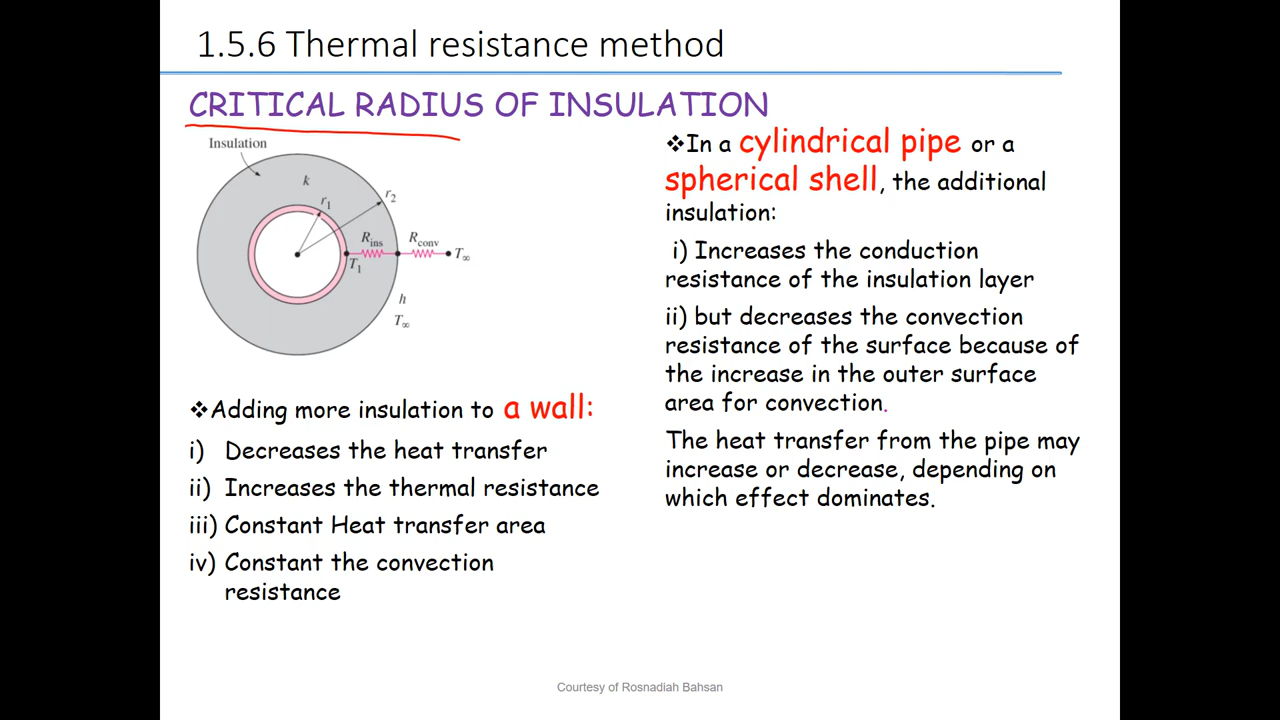 1.5.6 Thermal resistance method
CRITICAL RADIUS OF INSULATION
Insulation
k
r1
r2
Rins
Rconv
T1
T∞
h
T∞
❖Adding more insulation to a wall:
i) Decreases the heat transfer
ii) Increases the thermal resistance
iii) Constant Heat transfer area
iv) Constant the convection
resistance
❖In a cylindrical pipe or a
spherical shell, the additional
insulation:
i) Increases the conduction
resistance of the insulation layer
ii) but decreases the convection
resistance of the surface because of
the increase in the outer surface
area for convection.
The heat transfer from the pipe may
increase or decrease, depending on
which effect dominates.
Courtesy of Rosnadiah Bahsan